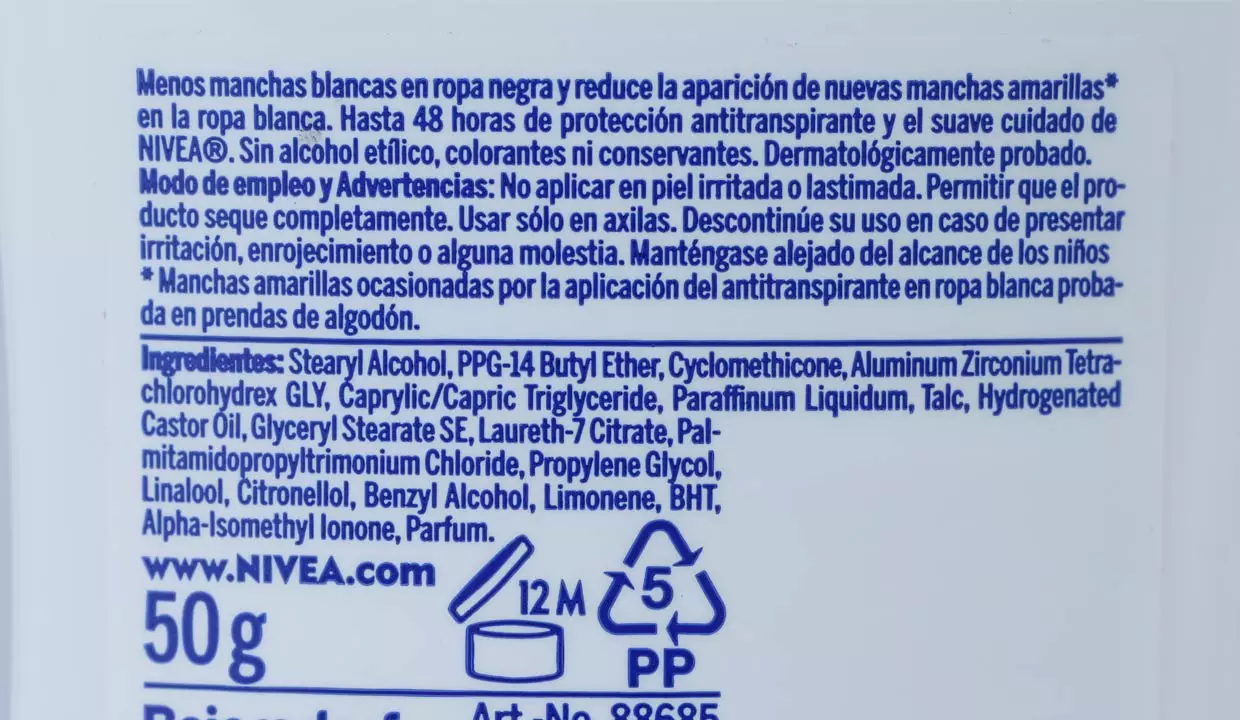 Menos manchas blancas en ropa negra y reduce la aparición de nuevas manchas amarillas*
en la ropa blanca. Hasta 48 horas de protección antitranspirante y el suave cuidado de
NIVEA®. Sin alcohol etílico, colorantes ni conservantes. Dermatológicamente probado.
Modo de empleo y Advertencias: No aplicar en piel irritada o lastimada. Permitir que el pro-
ducto seque completamente. Usar sólo en axilas. Descontinúe su uso en caso de presentar
irritación, enrojecimiento o alguna molestia. Manténgase alejado del alcance de los niños
* Manchas amarillas ocasionadas por la aplicación del antitranspirante en ropa blanca proba-
da en prendas de algodón.
Ingredientes: Stearyl Alcohol, PPG-14 Butyl Ether, Cyclomethicone, Aluminum Zirconium Tetra-
chlorohydrex GLY, Caprylic/Capric Triglyceride, Paraffinum Liquidum, Talc, Hydrogenated
Castor Oil, Glyceryl Stearate SE, Laureth-7 Citrate, Pal-
mitamidopropyltrimonium Chloride, Propylene Glycol,
Linalool, Citronellol, Benzyl Alcohol, Limonene, BHT,
Alpha-Isomethyl Ionone, Parfum.
www.NIVEA.com
50 g
12 M
5
PP
Art.-No. 88685